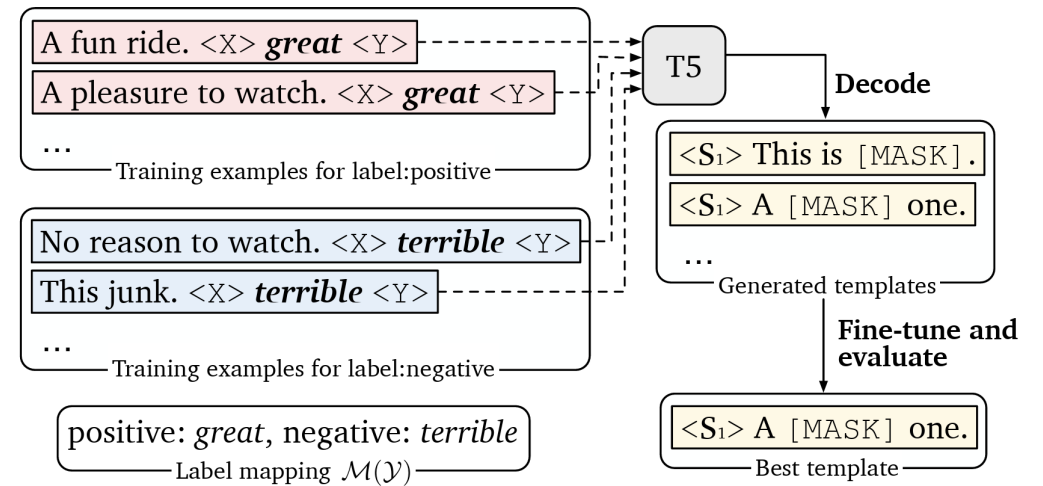 A fun ride. <X> great <Y>
A pleasure to watch. <X> great <Y>
...
Training examples for label:positive
No reason to watch. <X> terrible <Y>
This junk. <X> terrible <Y>
...
Training examples for label:negative
positive: great, negative: terrible
Label mapping ℳ(𝒴)
T5
Decode
<S₁> This is [MASK].
<S₁> A [MASK] one.
...
Generated templates
Fine-tune and
evaluate
<S₁> A [MASK] one.
Best template